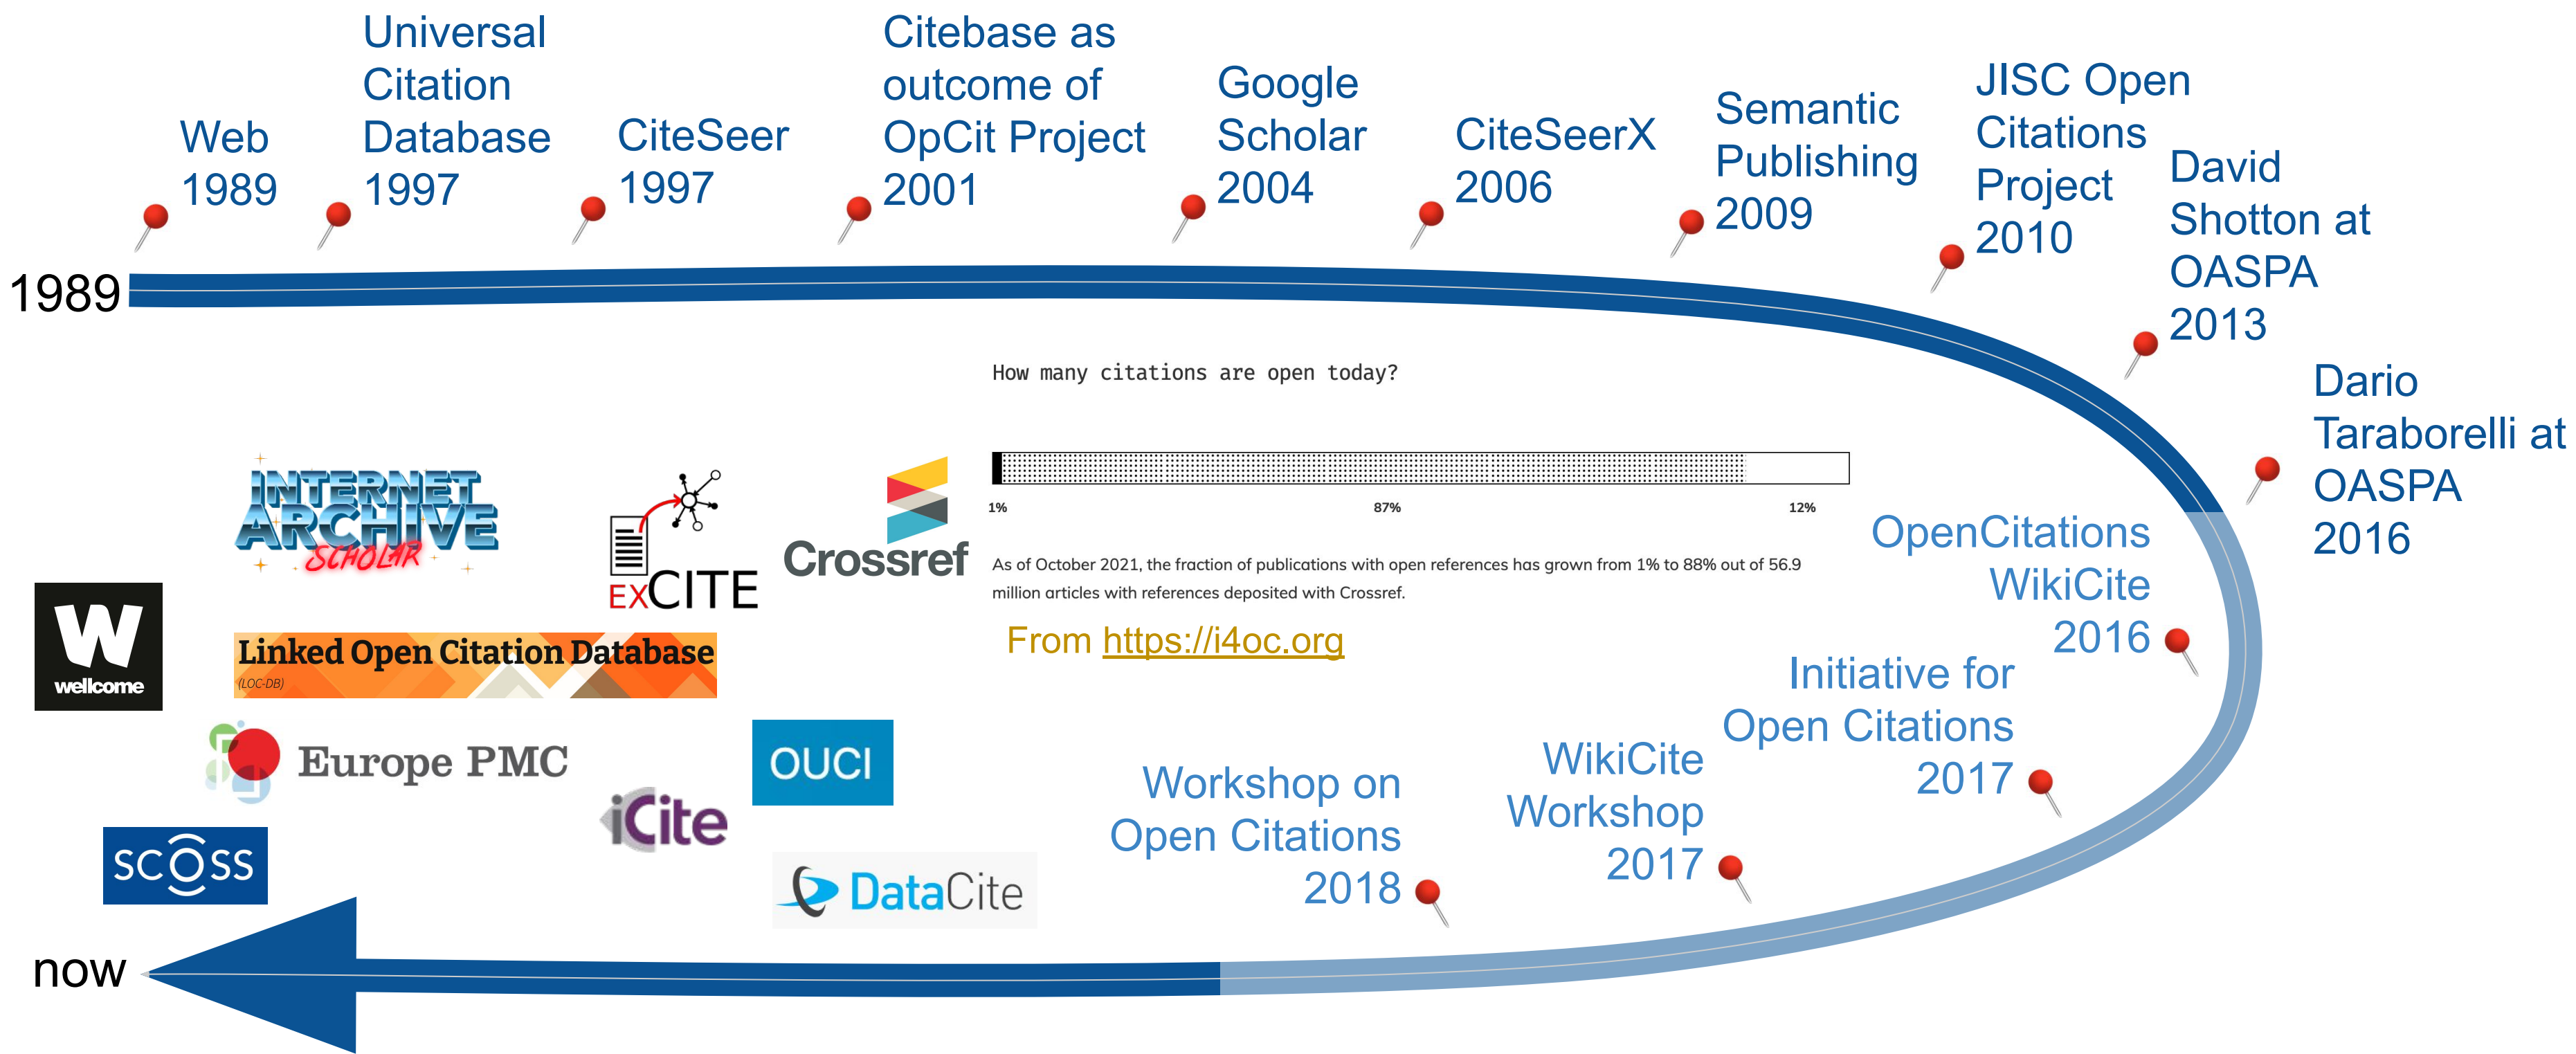 Web
1989
Universal
Citation
Database
1997
CiteSeer
1997
Citebase as
outcome of
OpCit Project
2001
Google
Scholar
2004
CiteSeerX
2006
Semantic
Publishing
2009
JISC Open
Citations
Project
2010
David
Shotton at
OASPA
2013
Dario
Taraborelli at
OASPA
2016
1989
How many citations are open today?
1%
87%
12%
As of October 2021, the fraction of publications with open references has grown from 1% to 88% out of 56.9
million articles with references deposited with Crossref.
From https://i4oc.org
INTERNET
ARCHIVE
SCHOLAR
EXCITE
Crossref
W
wellcome
Linked Open Citation Database
(LOC-DB)
Europe PMC
iCite
OUCI
SCOSS
DataCite
OpenCitations
WikiCite
2016
Initiative for
Open Citations
2017
WikiCite
Workshop
2017
Workshop on
Open Citations
2018
now